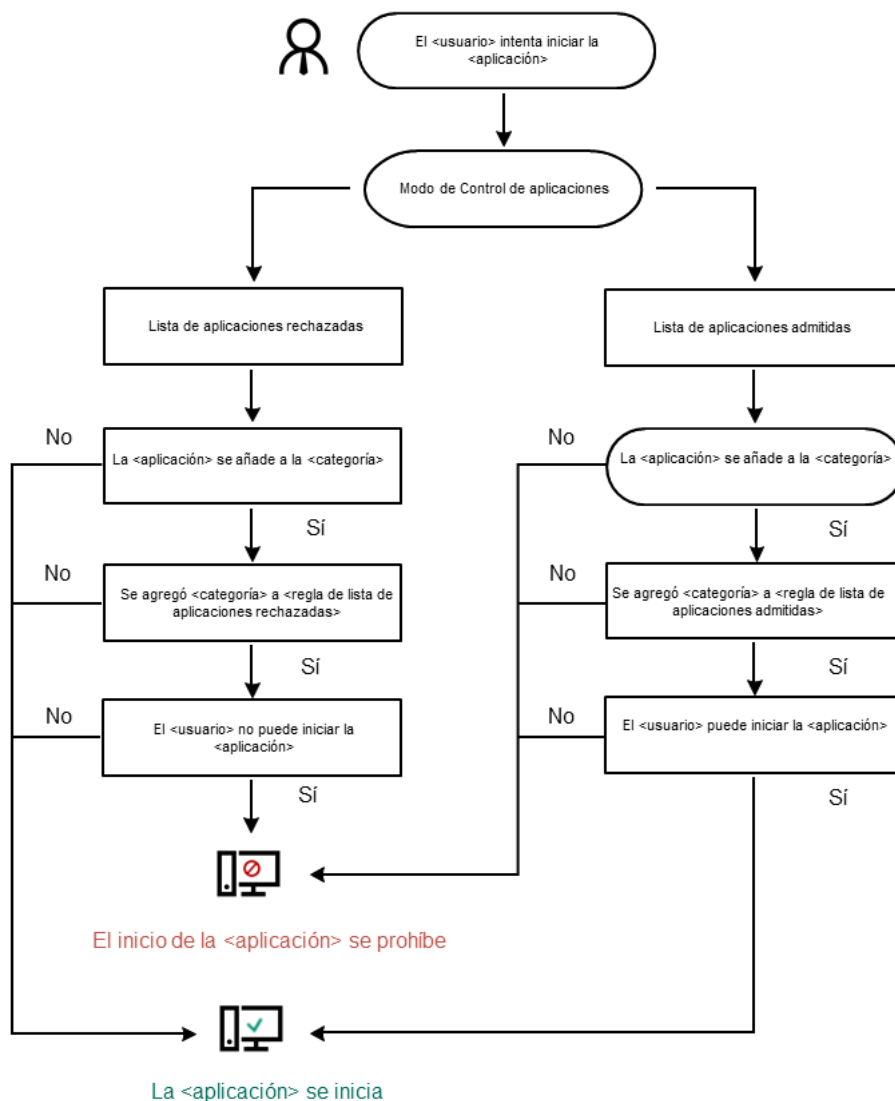 El <usuario> intenta iniciar la
<aplicación>
Modo de Control de aplicaciones
Lista de aplicaciones rechazadas
Lista de aplicaciones admitidas
No
La <aplicación> se añade a la <categoría>
Sí
No
La <aplicación> se añade a la <categoría>
Sí
No
Se agregó <categoría> a <regla de lista de
aplicaciones rechazadas>
Sí
No
Se agregó <categoría> a <regla de lista de
aplicaciones admitidas>
Sí
No
El <usuario> no puede iniciar la
<aplicación>
Sí
No
El <usuario> puede iniciar la <aplicación>
Sí
El inicio de la <aplicación> se prohíbe
La <aplicación> se inicia